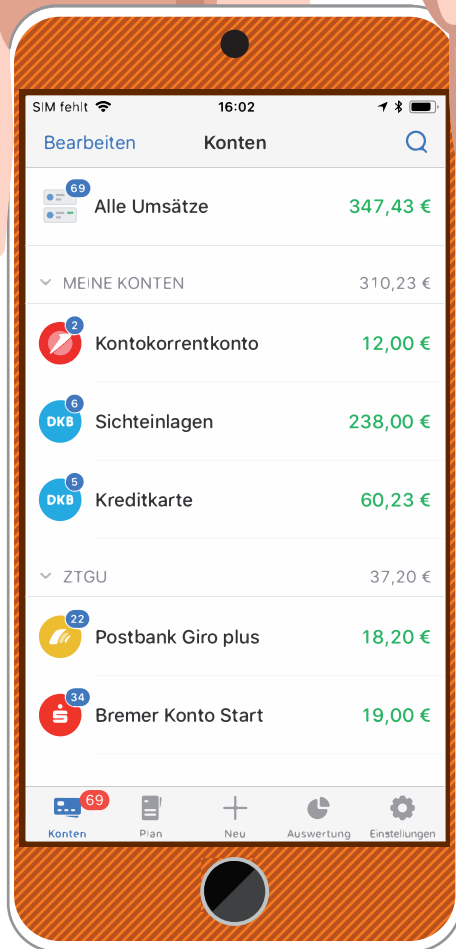 SIM fehlt 16:02
Bearbeiten Konten
69
Alle Umsätze 347,43 €
MEINE KONTEN 310,23 €
2
Kontokorrentkonto 12,00 €
6
DKB Sichteinlagen 238,00 €
5
DKB Kreditkarte 60,23 €
ZTGU 37,20 €
22
Postbank Giro plus 18,20 €
34
Bremer Konto Start 19,00 €
69
Konten Plan Neu Auswertung Einstellungen